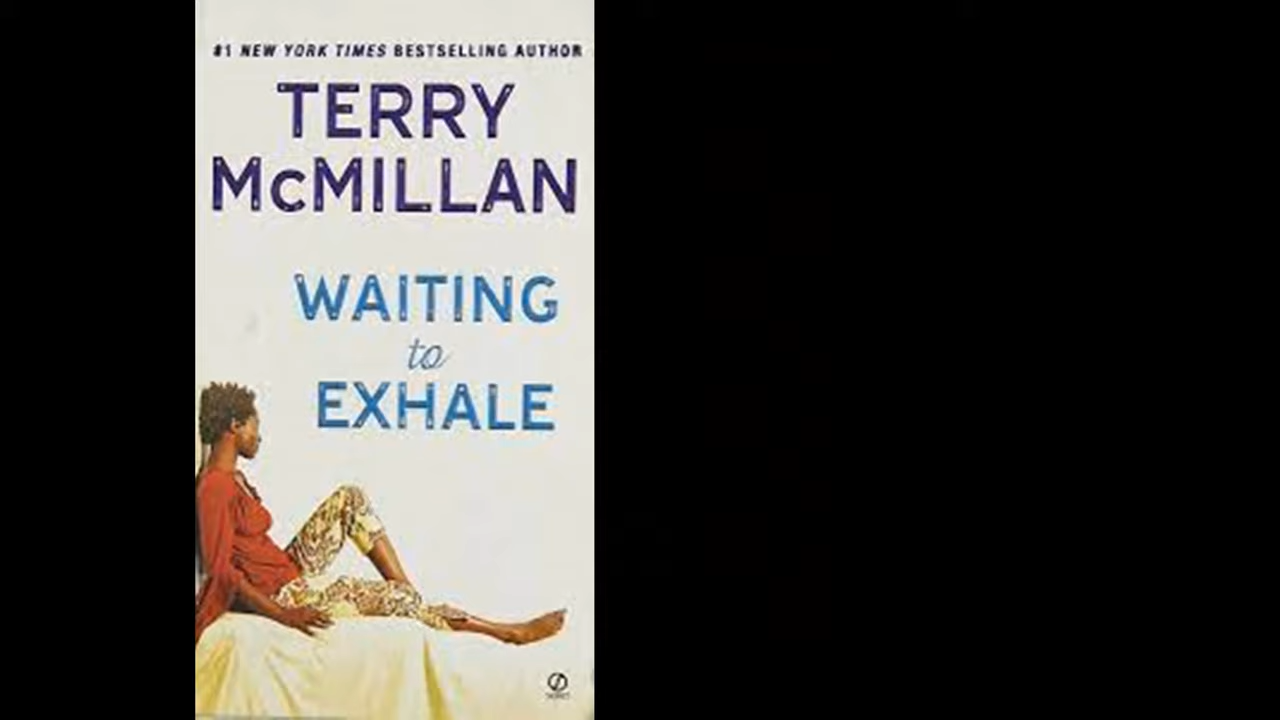 #1 NEW YORK TIMES BESTSELLING AUTHOR
TERRY
McMILLAN
WAITING
to
EXHALE